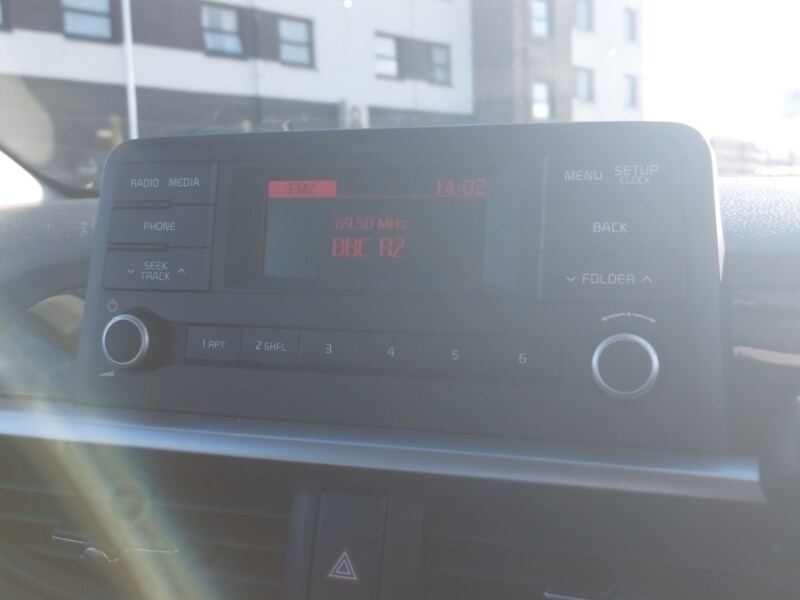 RADIO MEDIA
PHONE
SEEK
TRACK
FM2 14:02
89.50 MHz
BBC R2
MENU SETUP
CLOCK
BACK
FOLDER
1 RPT 2 SHFL 3 4 5 6